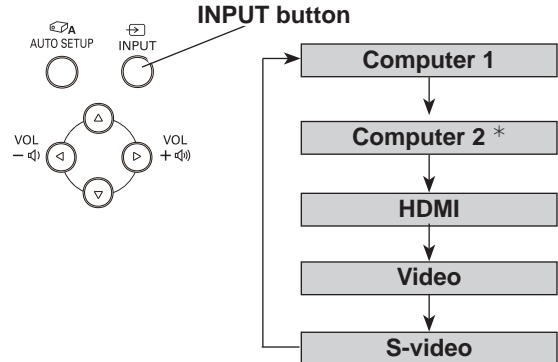 INPUT button
A
AUTO SETUP
INPUT
VOL
−
VOL
+
Computer 1
Computer 2 *
HDMI
Video
S-video